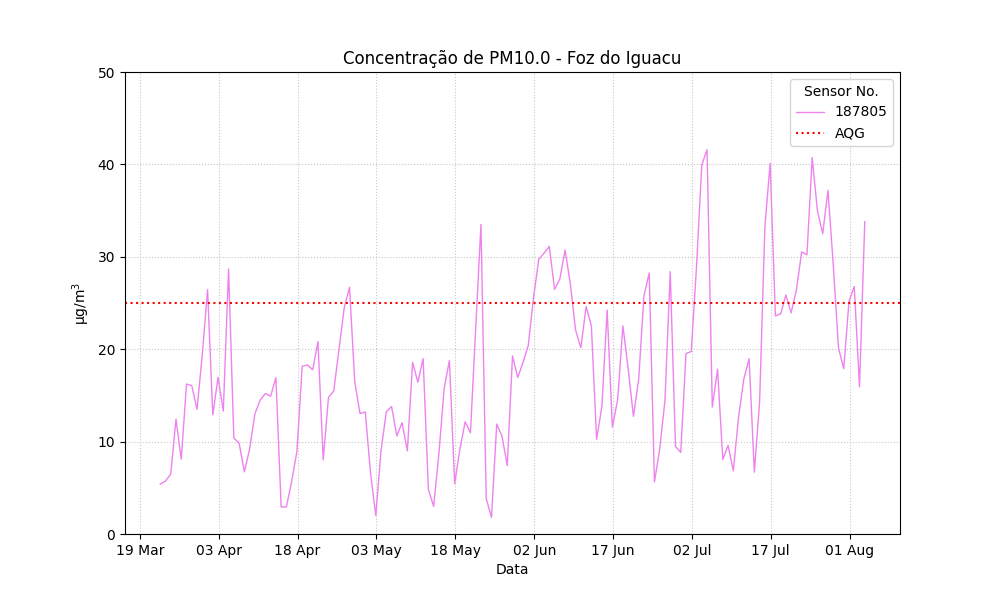 Concentração de PM10.0 - Foz do Iguacu
50
40
30
20
10
0
µg/m³
Sensor No.
187805
AQG
19 Mar
03 Apr
18 Apr
03 May
18 May
02 Jun
17 Jun
02 Jul
17 Jul
01 Aug
Data